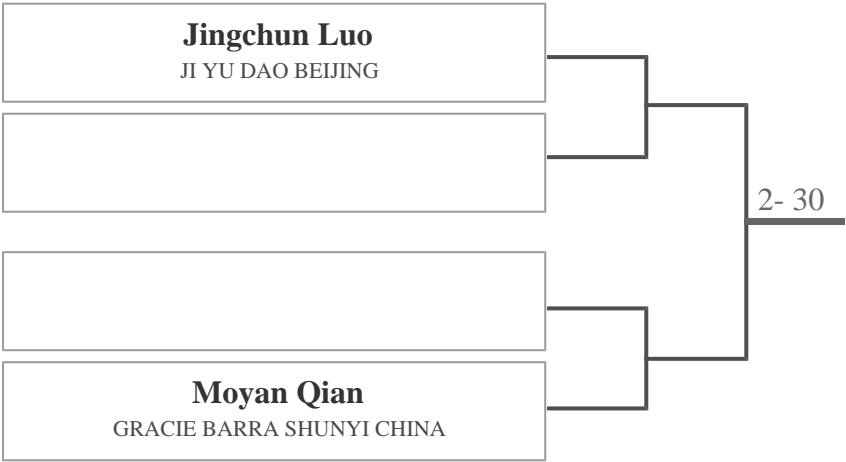 Jingchun Luo
JI YU DAO BEIJING
2- 30
Moyan Qian
GRACIE BARRA SHUNYI CHINA